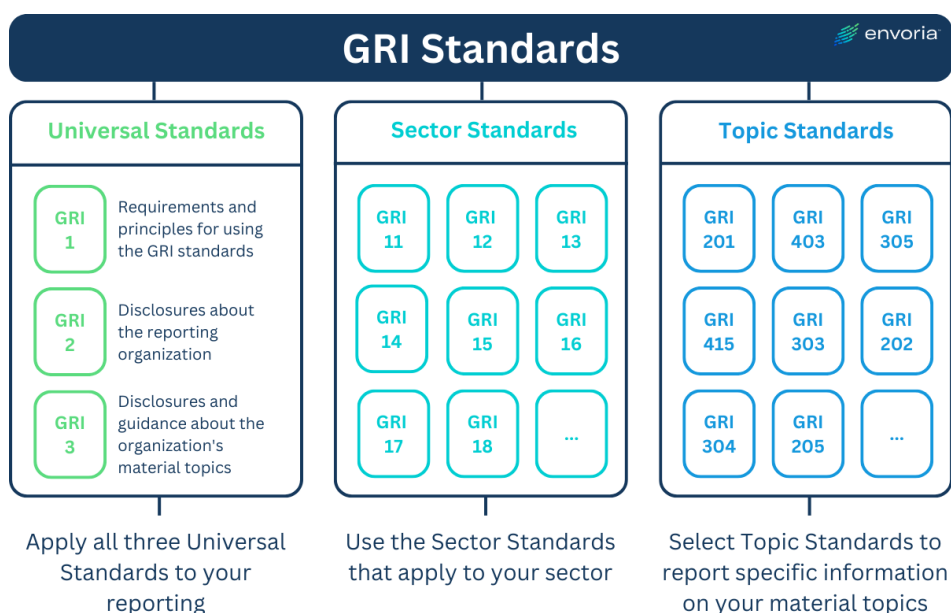 GRI Standards
envoria
Universal Standards
GRI
1
Requirements and
principles for using
the GRI standards
GRI
2
Disclosures about
the reporting
organization
GRI
3
Disclosures and
guidance about the
organization's
material topics
Apply all three Universal
Standards to your
reporting
Sector Standards
GRI
11
GRI
12
GRI
13
GRI
14
GRI
15
GRI
16
GRI
17
GRI
18
...
Use the Sector Standards
that apply to your sector
Topic Standards
GRI
201
GRI
403
GRI
305
GRI
415
GRI
303
GRI
202
GRI
304
GRI
205
...
Select Topic Standards to
report specific information
on your material topics